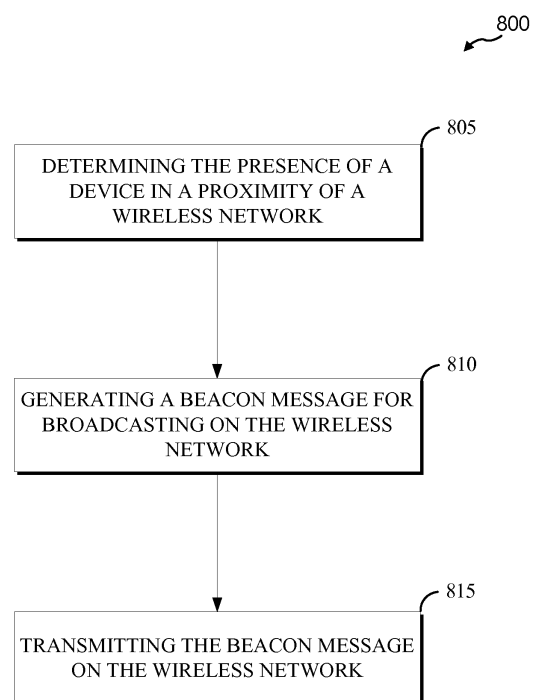 800
805
DETERMINING THE PRESENCE OF A
DEVICE IN A PROXIMITY OF A
WIRELESS NETWORK
810
GENERATING A BEACON MESSAGE FOR
BROADCASTING ON THE WIRELESS
NETWORK
815
TRANSMITTING THE BEACON MESSAGE
ON THE WIRELESS NETWORK